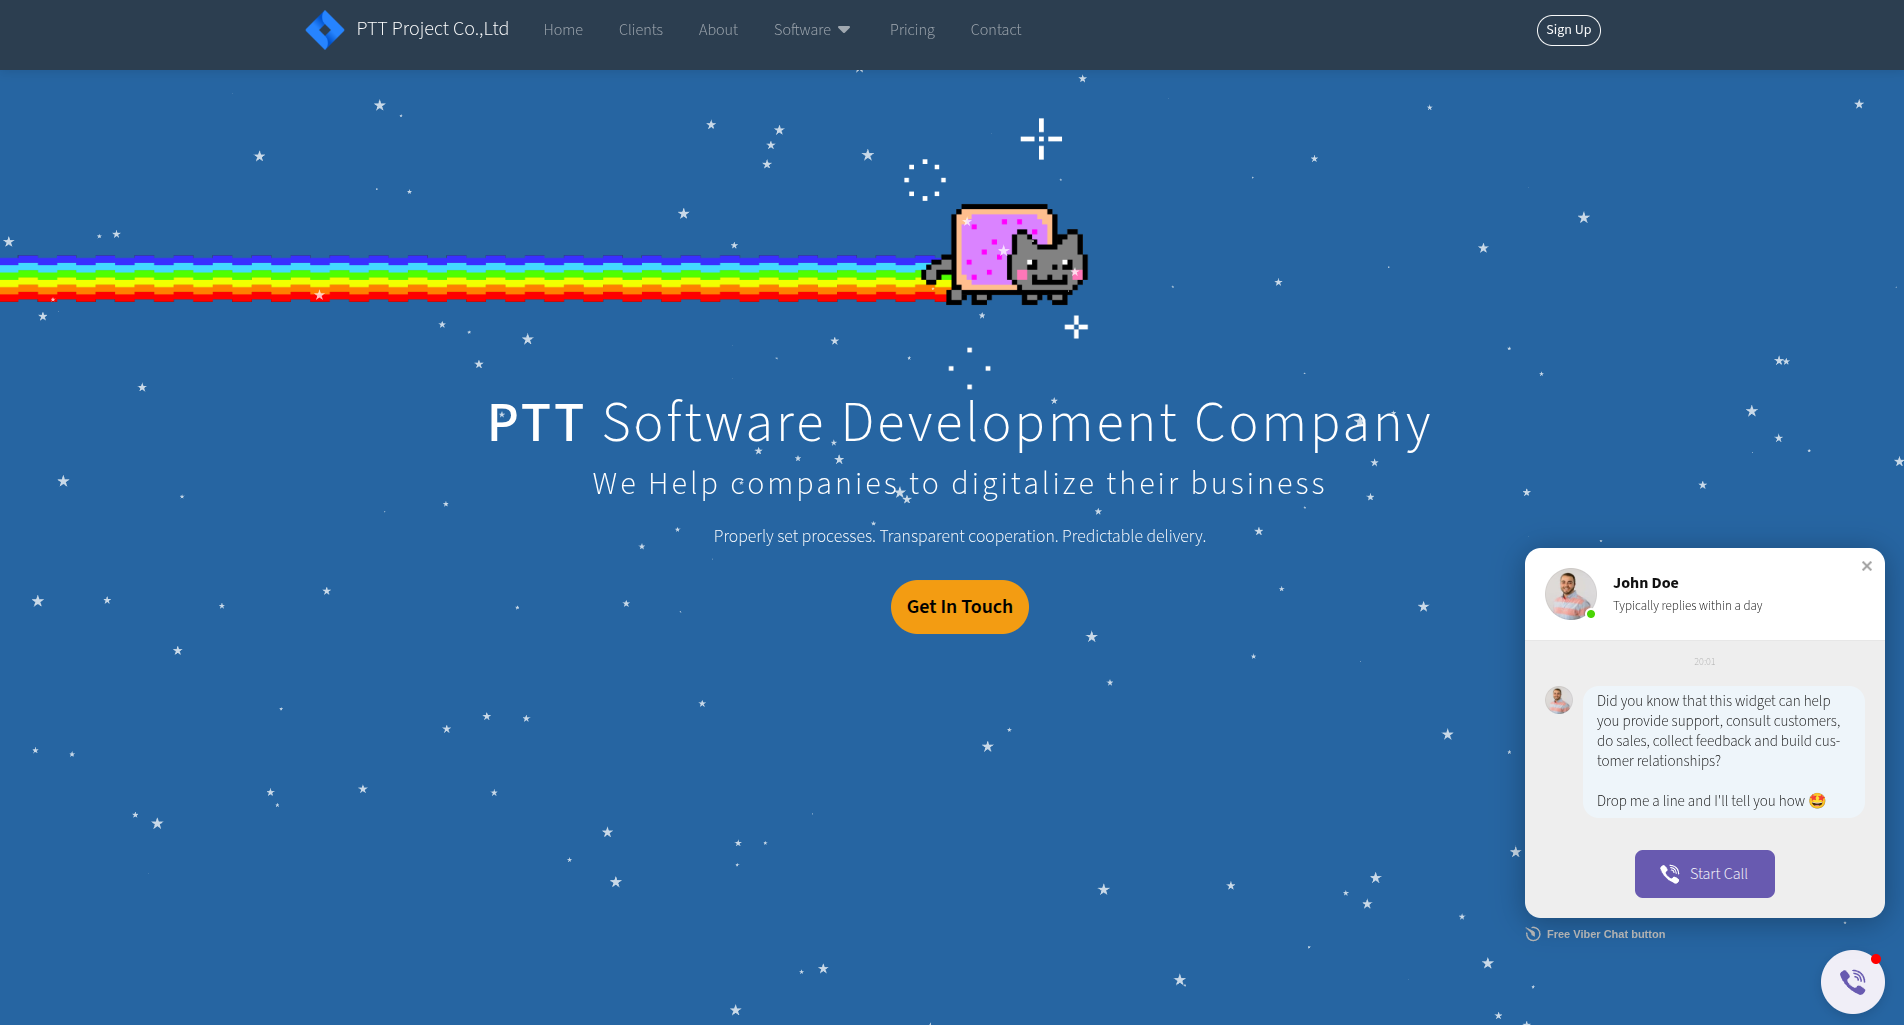 PTT Project Co.,Ltd
Home
Clients
About
Software
Pricing
Contact
Sign Up
PTT Software Development Company
We Help companies to digitalize their business
Properly set processes. Transparent cooperation. Predictable delivery.
Get In Touch
John Doe
Typically replies within a day
20:01
Did you know that this widget can help
you provide support, consult customers,
do sales, collect feedback and build cus-
tomer relationships?
Drop me a line and I'll tell you how 🤩
Start Call
Free Viber Chat button